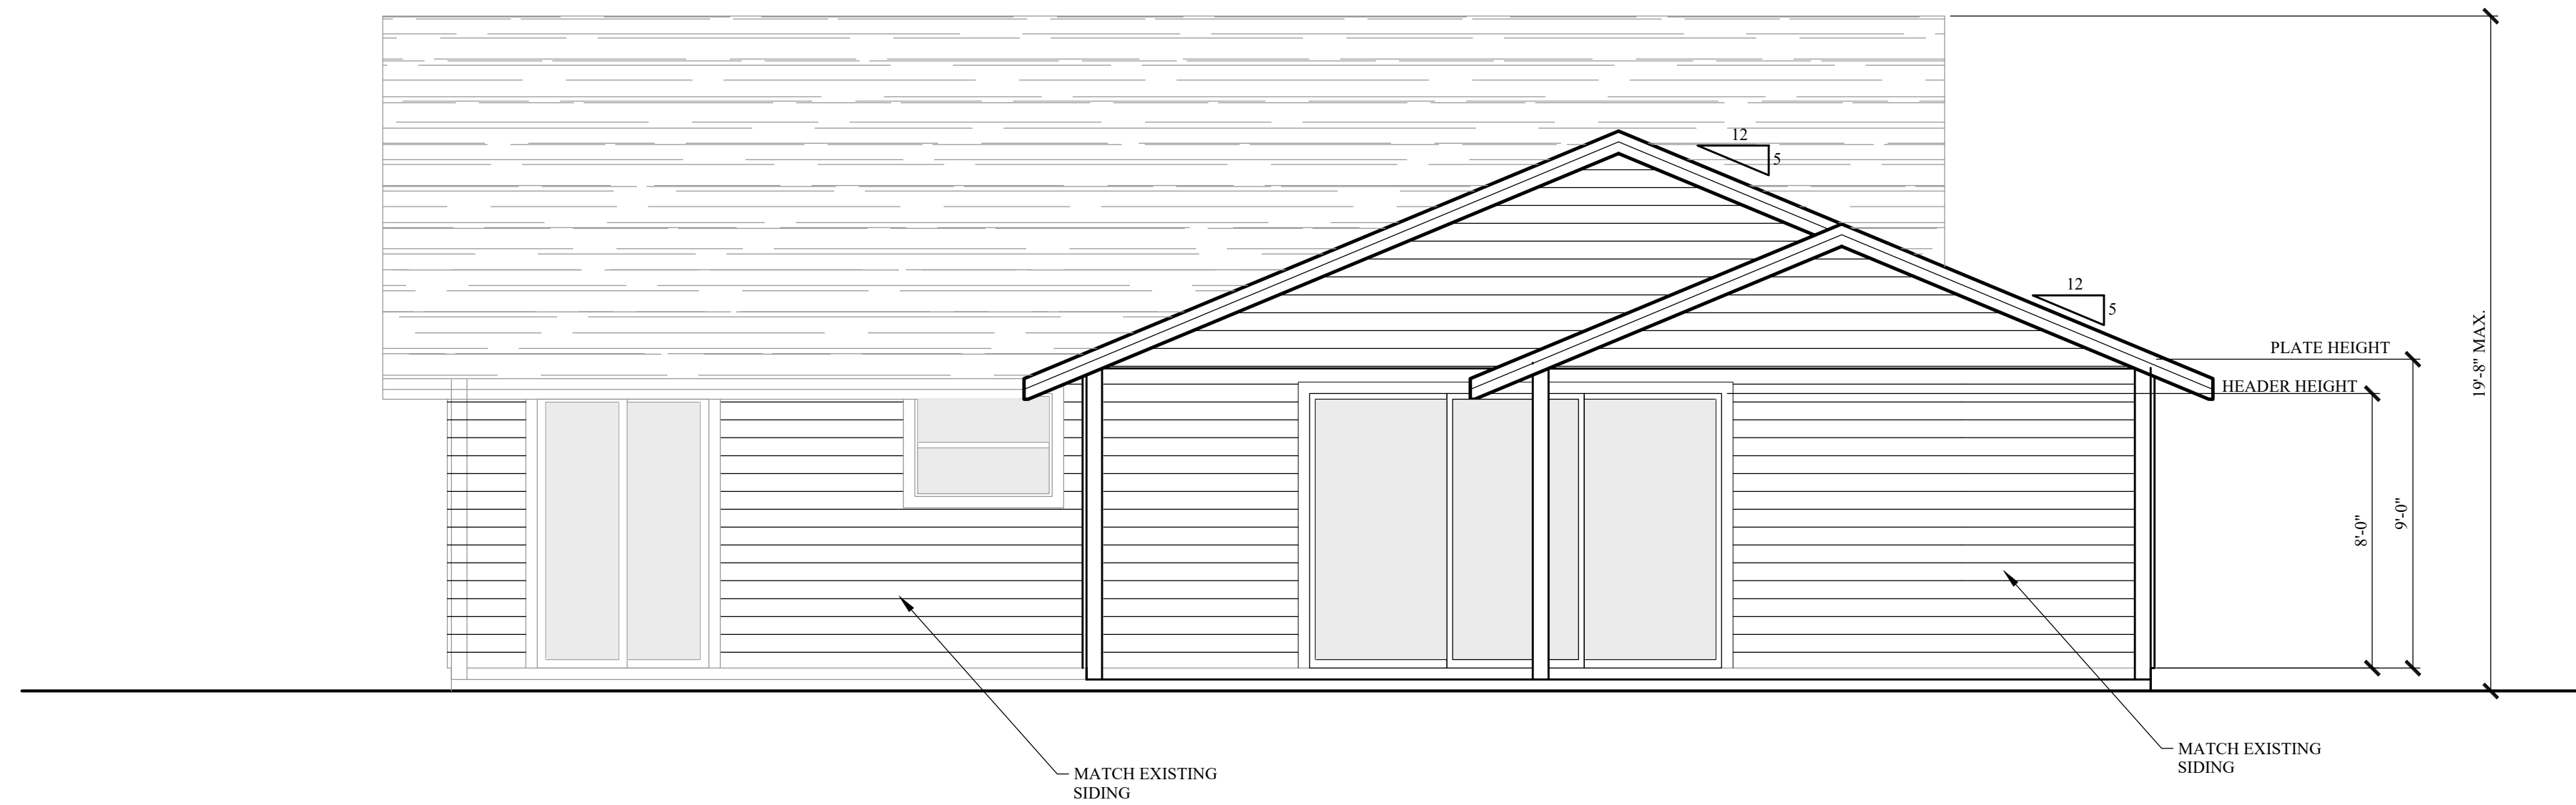 12
5
12
5
PLATE HEIGHT
HEADER HEIGHT
19'-8" MAX.
9'-0"
8'-0"
MATCH EXISTING
SIDING
MATCH EXISTING
SIDING